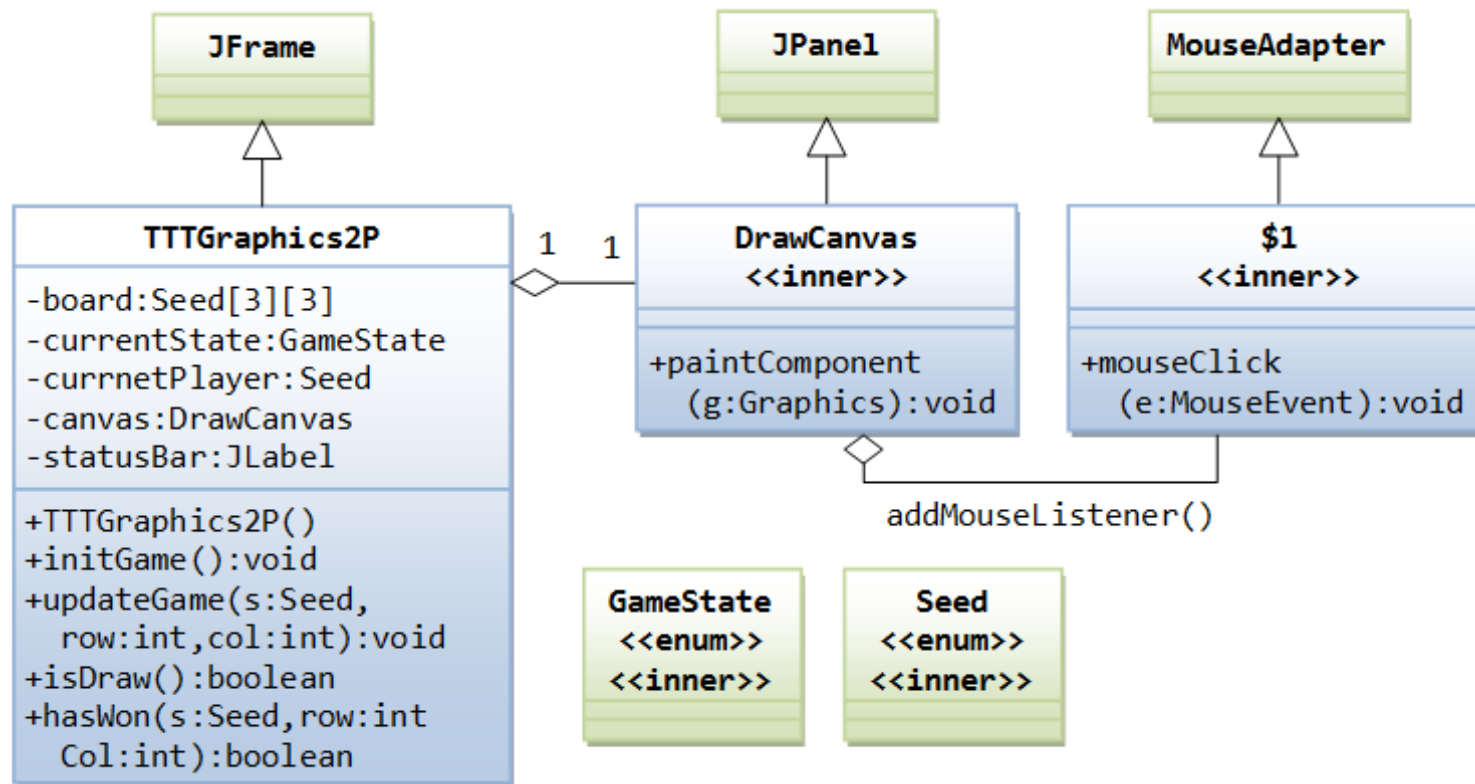 JFrame
JPanel
MouseAdapter
TTTGraphics2P
-board:Seed[3][3]
-currentState:GameState
-currnetPlayer:Seed
-canvas:DrawCanvas
-statusBar:JLabel
+TTTGraphics2P()
+initGame():void
+updateGame(s:Seed,
row:int,col:int):void
+isDraw():boolean
+hasWon(s:Seed,row:int
Col:int):boolean
1
1
DrawCanvas
<<inner>>
+paintComponent
(g:Graphics):void
$1
<<inner>>
+mouseClick
(e:MouseEvent):void
addMouseListener()
GameState
<<enum>>
<<inner>>
Seed
<<enum>>
<<inner>>